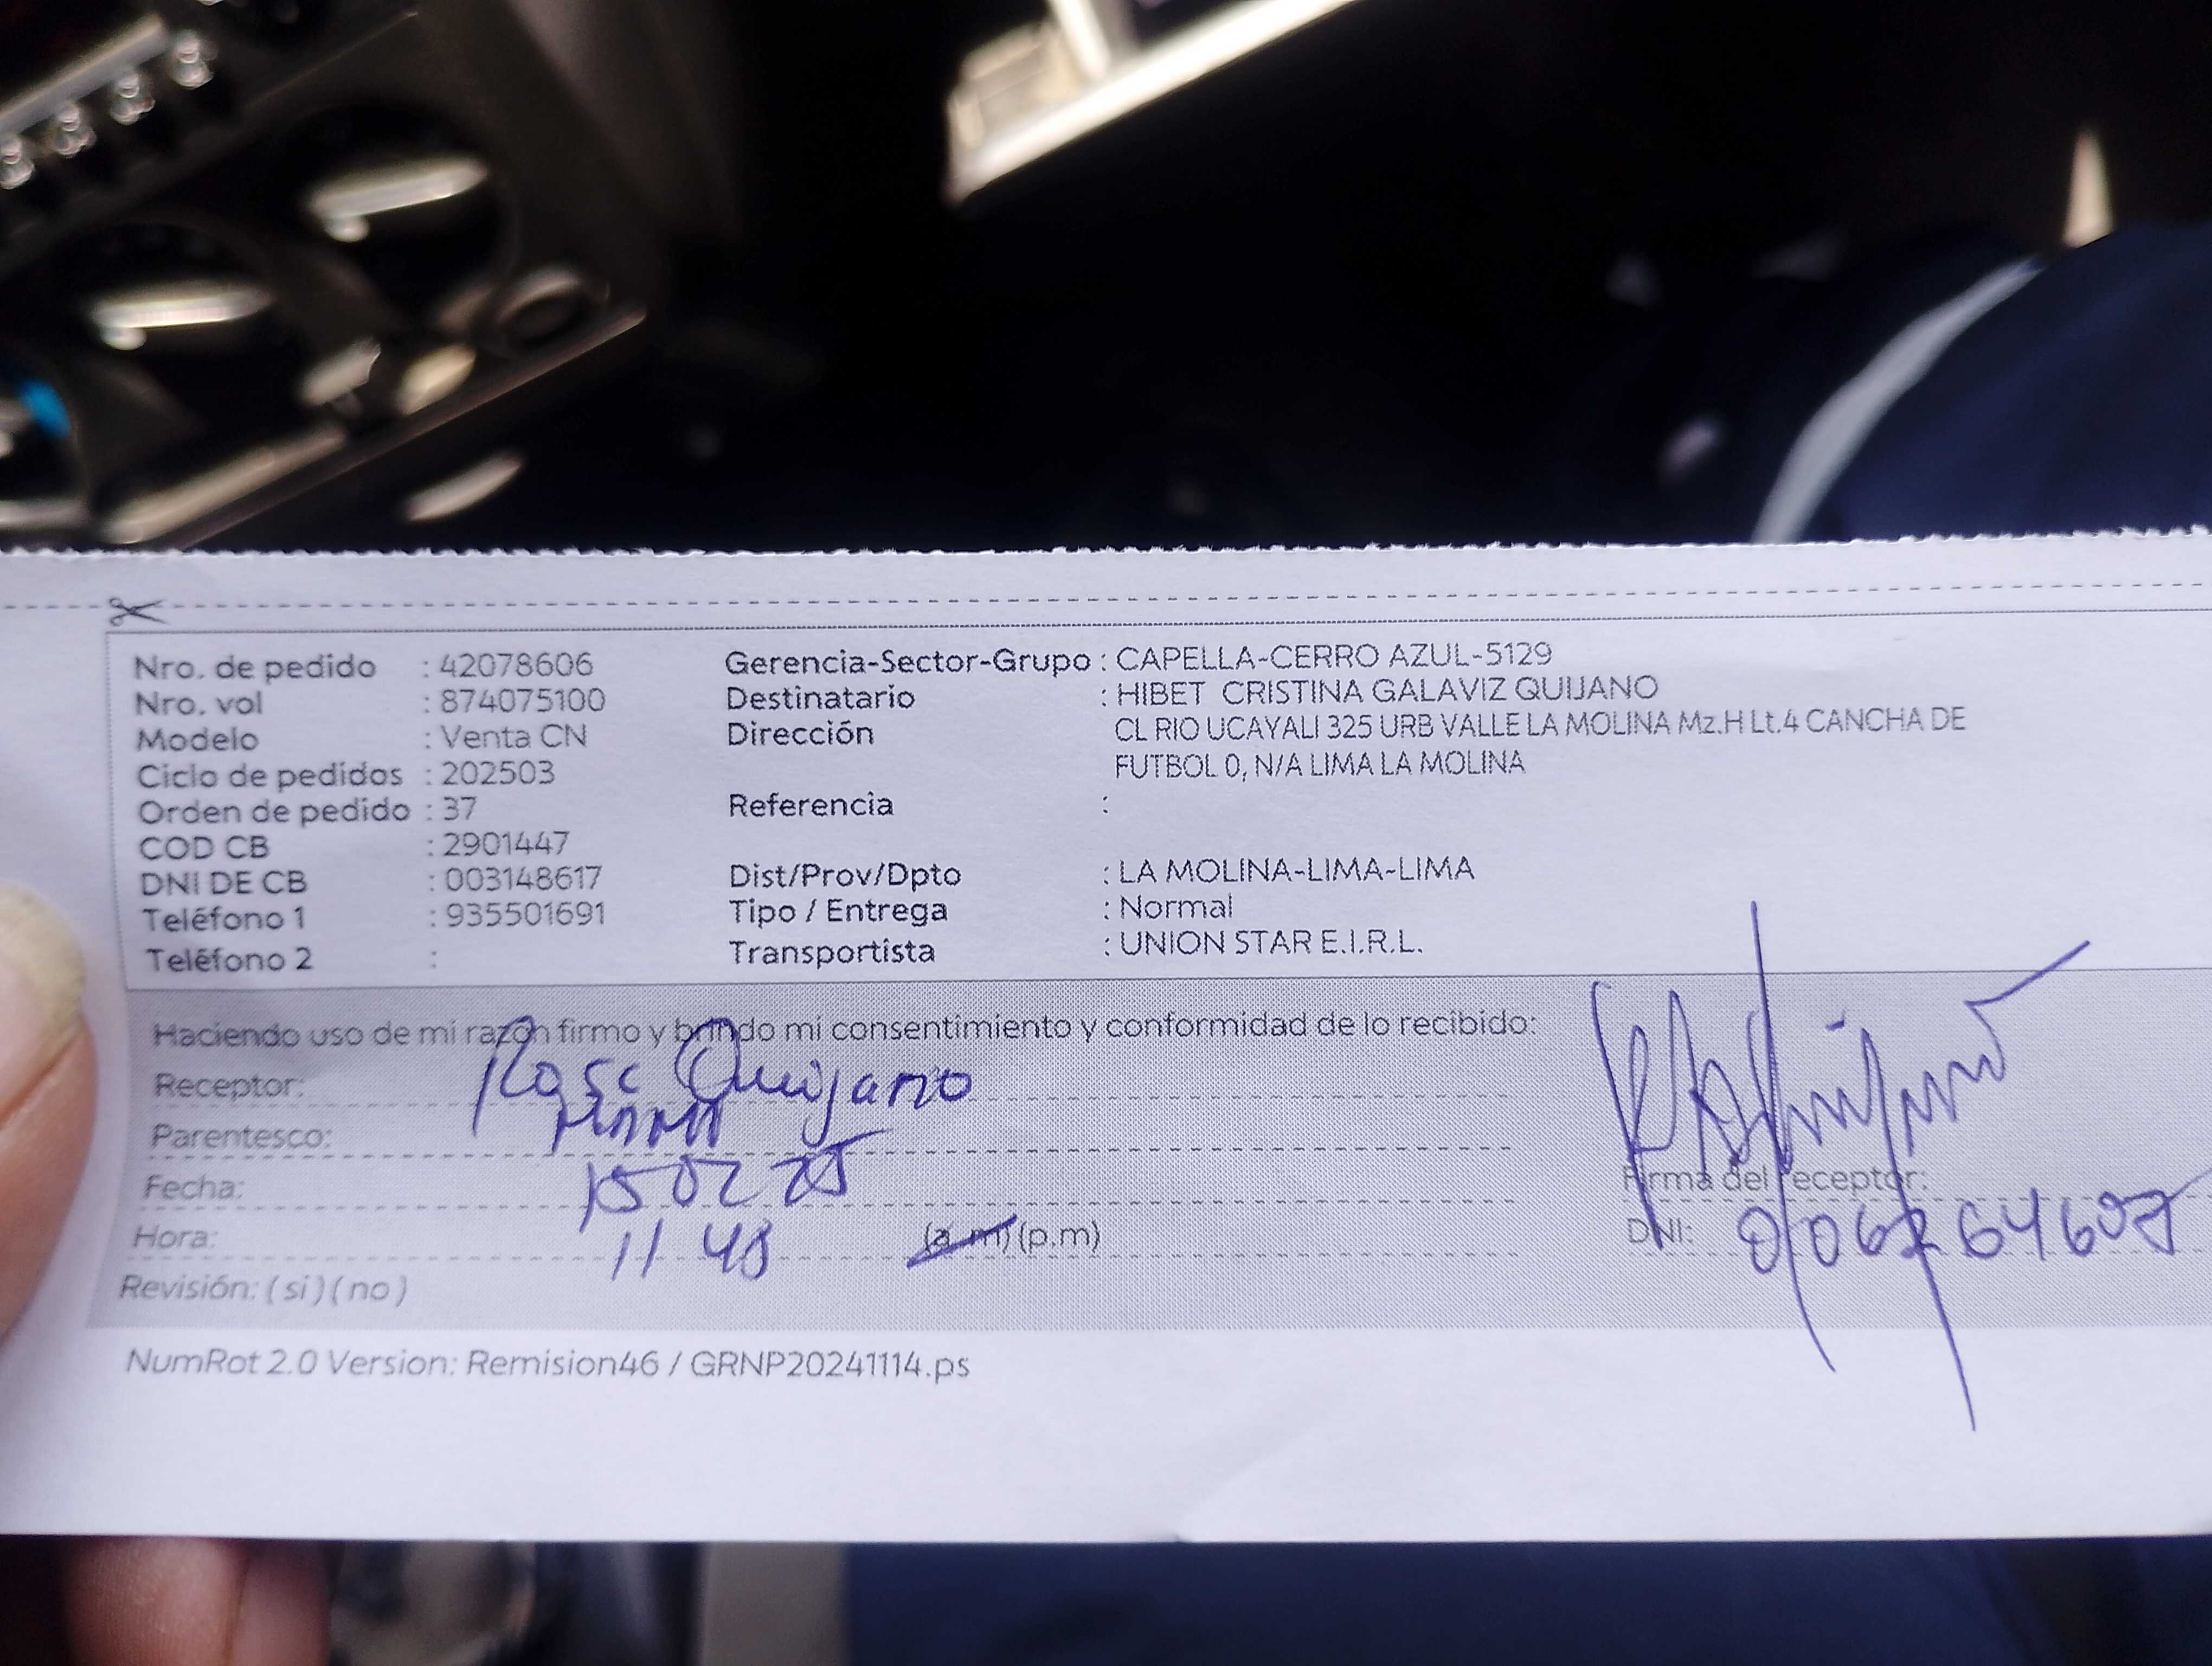 Nro. de pedido : 42078606
Nro. vol : 874075100
Modelo : Venta CN
Ciclo de pedidos : 202503
Orden de pedido : 37
COD CB : 2901447
DNI DE CB : 003148617
Teléfono 1 : 935501691
Teléfono 2 :
Gerencia-Sector-Grupo : CAPELLA-CERRO AZUL-5129
Destinatario : HIBET CRISTINA GALAVIZ QUIJANO
Dirección CL RIO UCAYALI 325 URB VALLE LA MOLINA Mz.H Lt.4 CANCHA DE
FUTBOL 0, N/A LIMA LA MOLINA
Referencia :
Dist/Prov/Dpto : LA MOLINA-LIMA-LIMA
Tipo / Entrega : Normal
Transportista : UNION STAR E.I.R.L.
Haciendo uso de mi razón firmo y brindo mi consentimiento y conformidad de lo recibido:
Receptor: Rosa Quijano
Parentesco: MAMA
Fecha: 15 02 25
Hora: 11 48 (a.m) (p.m)
Revisión: ( si ) ( no )
Firma del receptor:
DNI:
NumRot 2.0 Version: Remision46 / GRNP20241114.ps